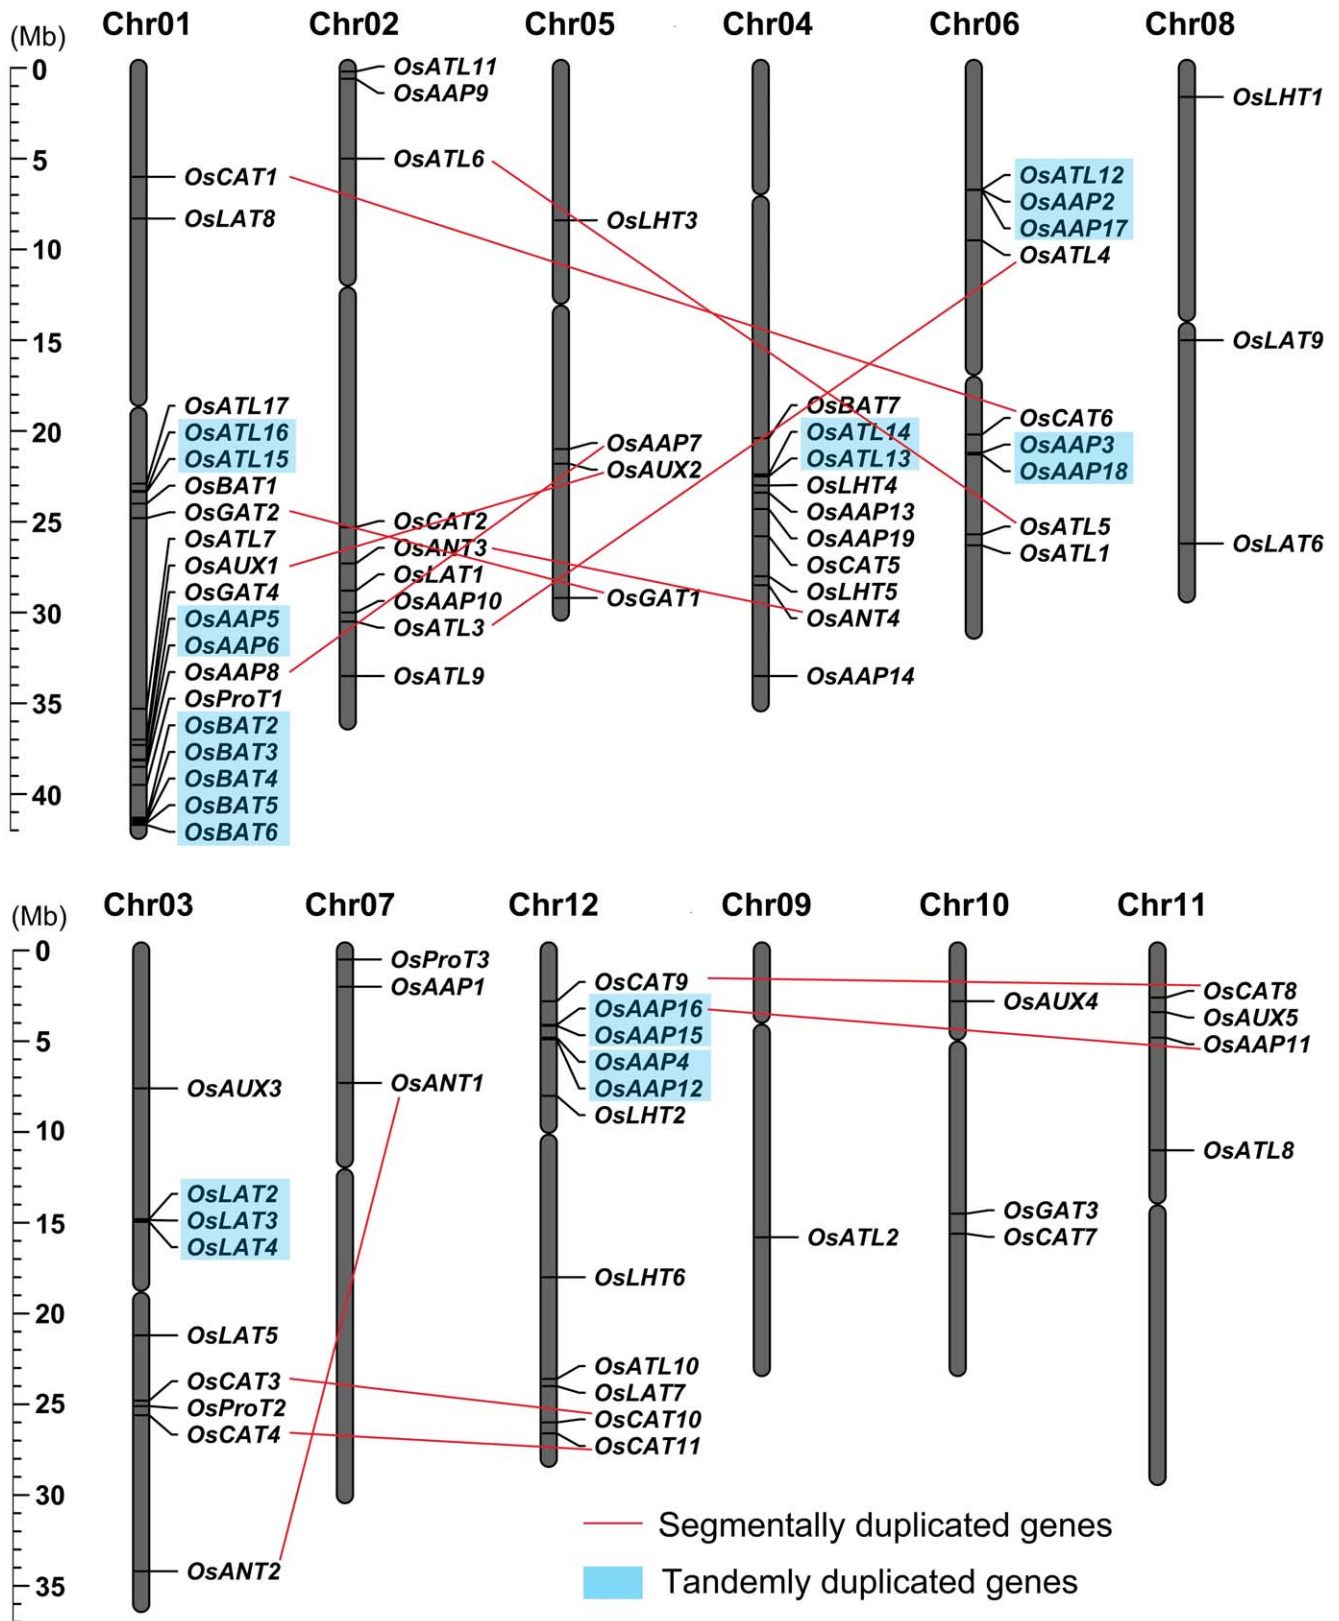 Chr01 Chr02 Chr05 Chr04 Chr06 Chr08
(Mb)
0
5
10
15
20
25
30
35
40
OsCAT1
OsLAT8
OsATL17
OsATL16
OsATL15
OsBAT1
OsGAT2
OsATL7
OsAUX1
OsGAT4
OsAAP5
OsAAP6
OsAAP8
OsProT1
OsBAT2
OsBAT3
OsBAT4
OsBAT5
OsBAT6
OsATL11
OsAAP9
OsATL6
OsCAT2
OsANT3
OsLAT1
OsAAP10
OsATL3
OsATL9
OsLHT3
OsAAP7
OsAUX2
OsGAT1
OsBAT7
OsATL14
OsATL13
OsLHT4
OsAAP13
OsAAP19
OsCAT5
OsLHT5
OsANT4
OsAAP14
OsATL12
OsAAP2
OsAAP17
OsATL4
OsCAT6
OsAAP3
OsAAP18
OsATL5
OsATL1
OsLHT1
OsLAT9
OsLAT6
Chr03 Chr07 Chr12 Chr09 Chr10 Chr11
(Mb)
0
5
10
15
20
25
30
35
OsAUX3
OsLAT2
OsLAT3
OsLAT4
OsLAT5
OsCAT3
OsProT2
OsCAT4
OsANT2
OsProT3
OsAAP1
OsANT1
OsCAT9
OsAAP16
OsAAP15
OsAAP4
OsAAP12
OsLHT2
OsLHT6
OsATL10
OsLAT7
OsCAT10
OsCAT11
OsATL2
OsAUX4
OsGAT3
OsCAT7
OsCAT8
OsAUX5
OsAAP11
OsATL8
Segmentally duplicated genes
Tandemly duplicated genes